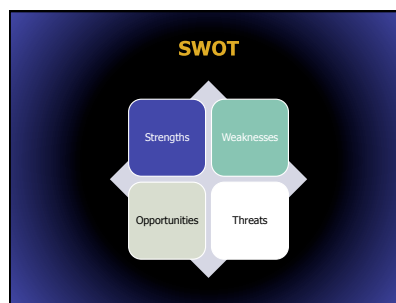 SWOT
Strengths
Weaknesses
Opportunities
Threats